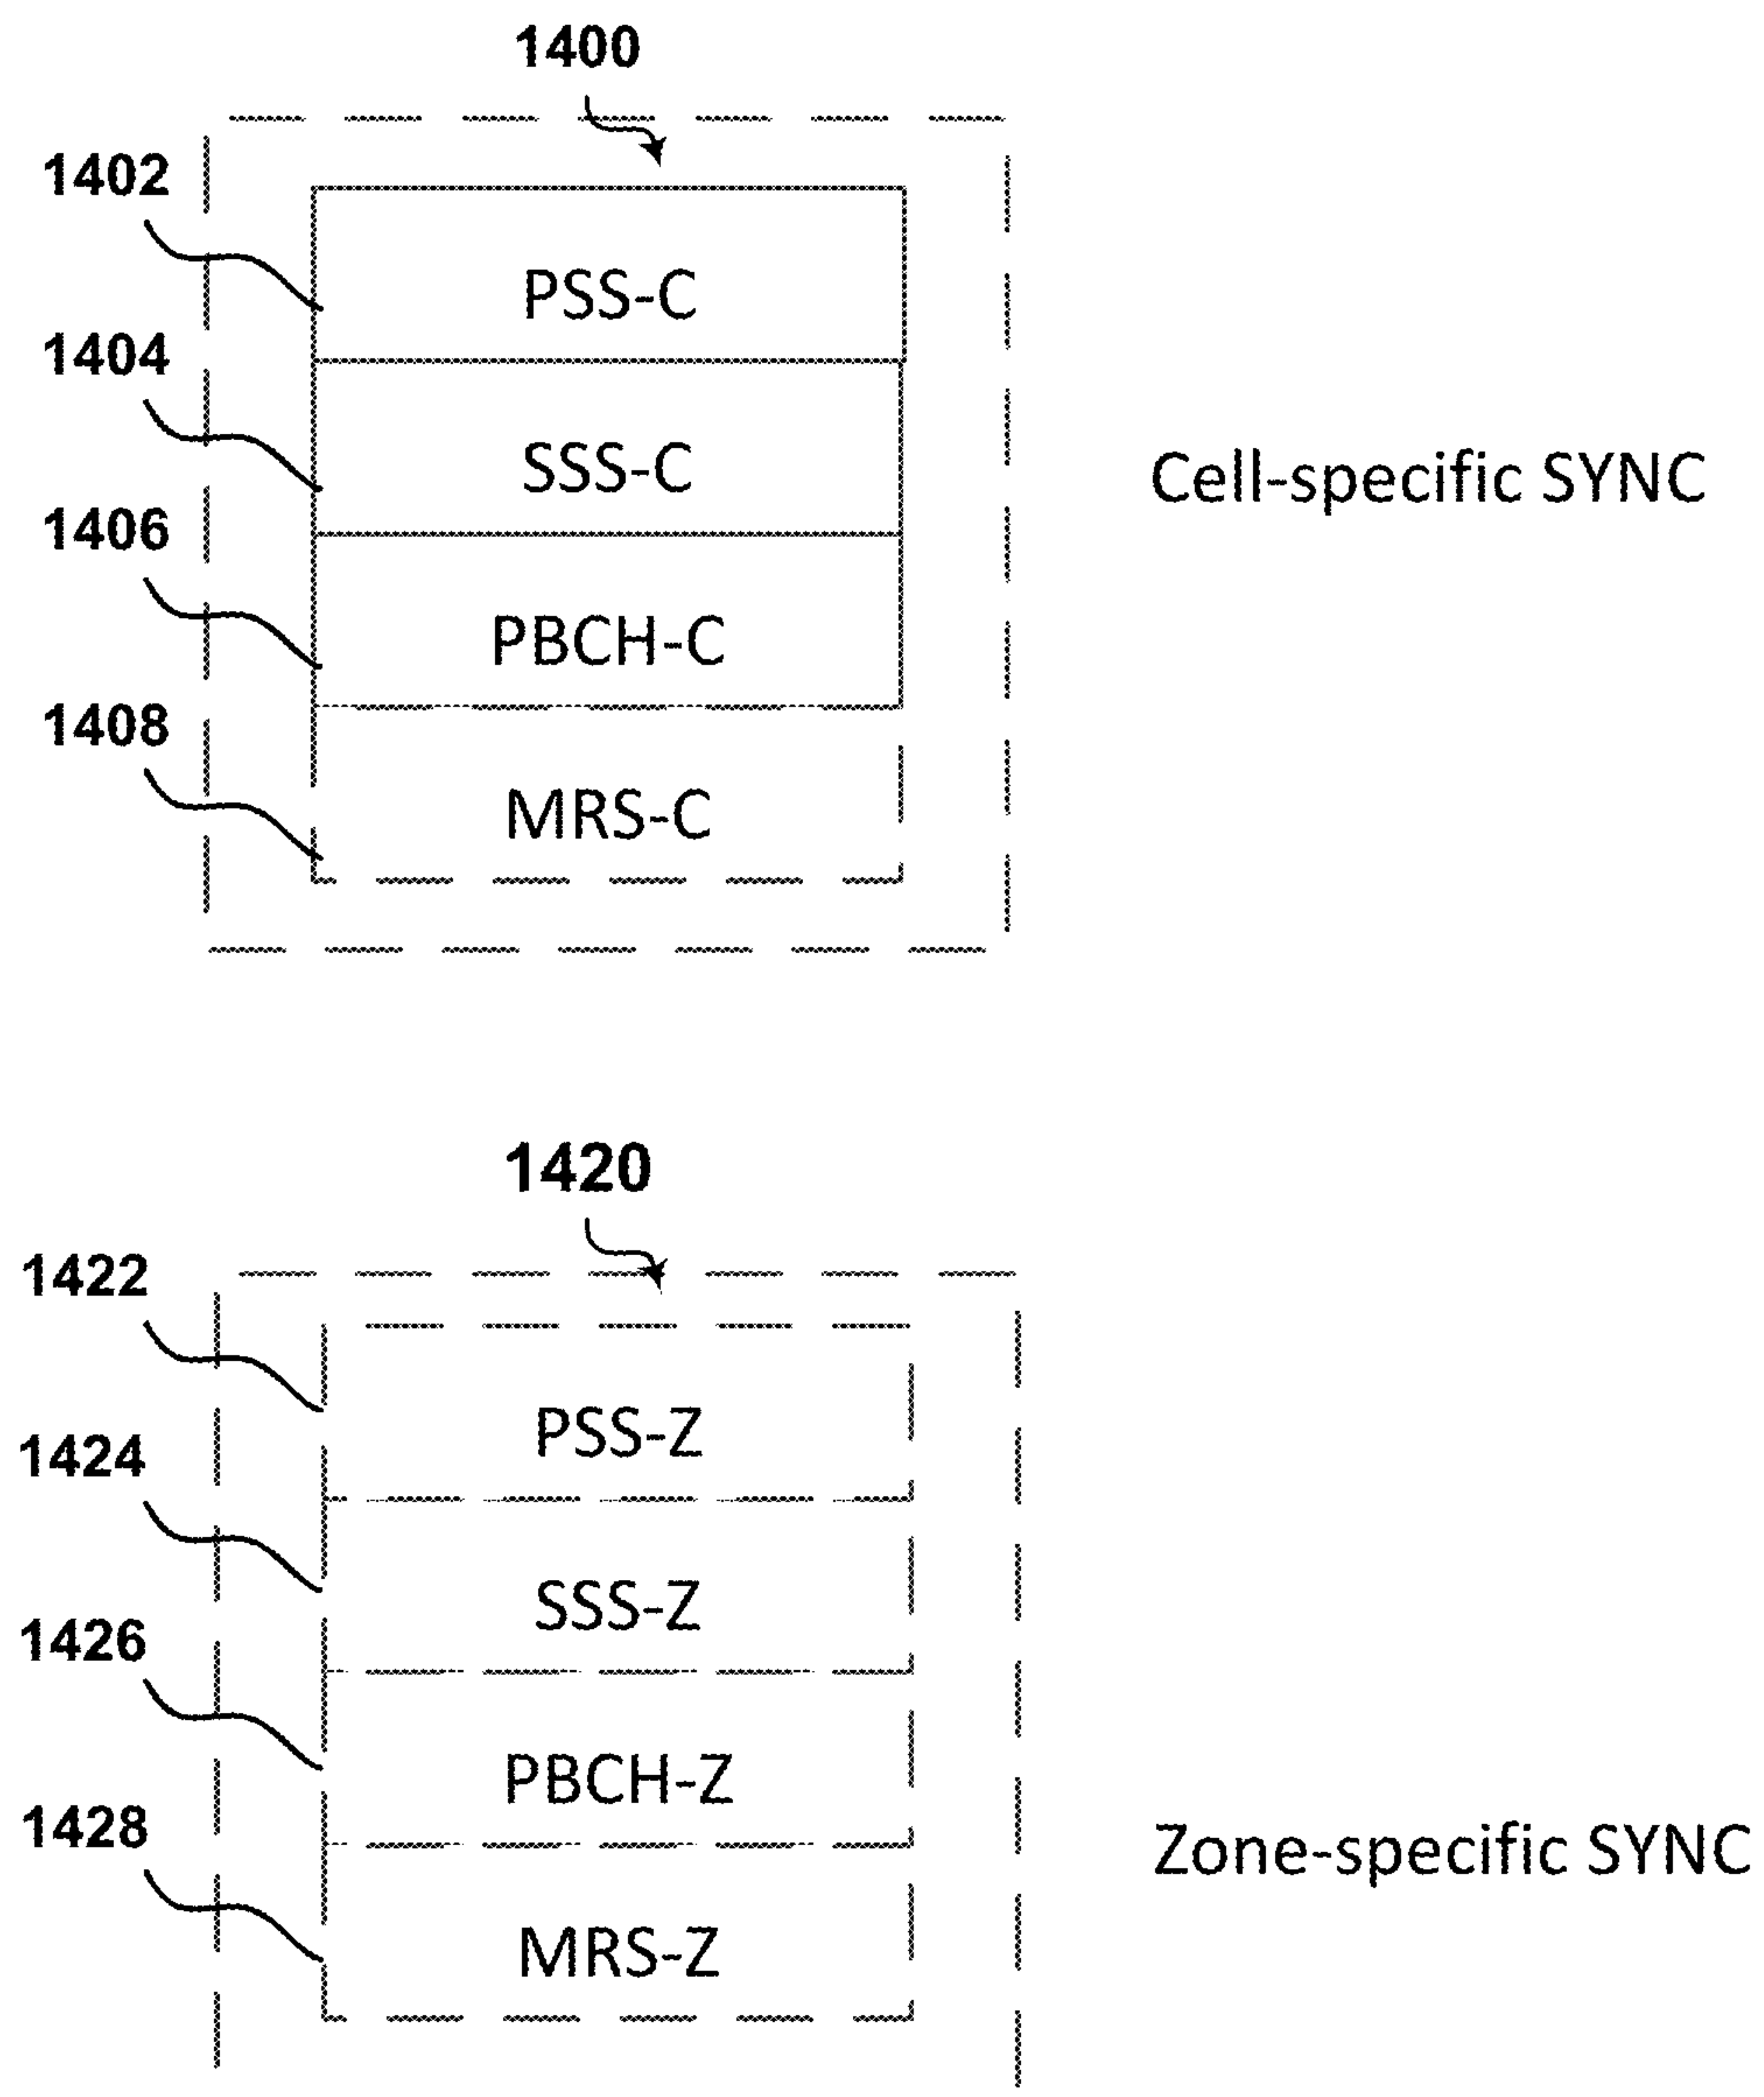 1400
1402
PSS-C
1404
SSS-C
Cell-specific SYNC
1406
PBCH-C
1408
MRS-C
1420
1422
PSS-Z
1424
SSS-Z
1426
PBCH-Z
1428
Zone-specific SYNC
MRS-Z